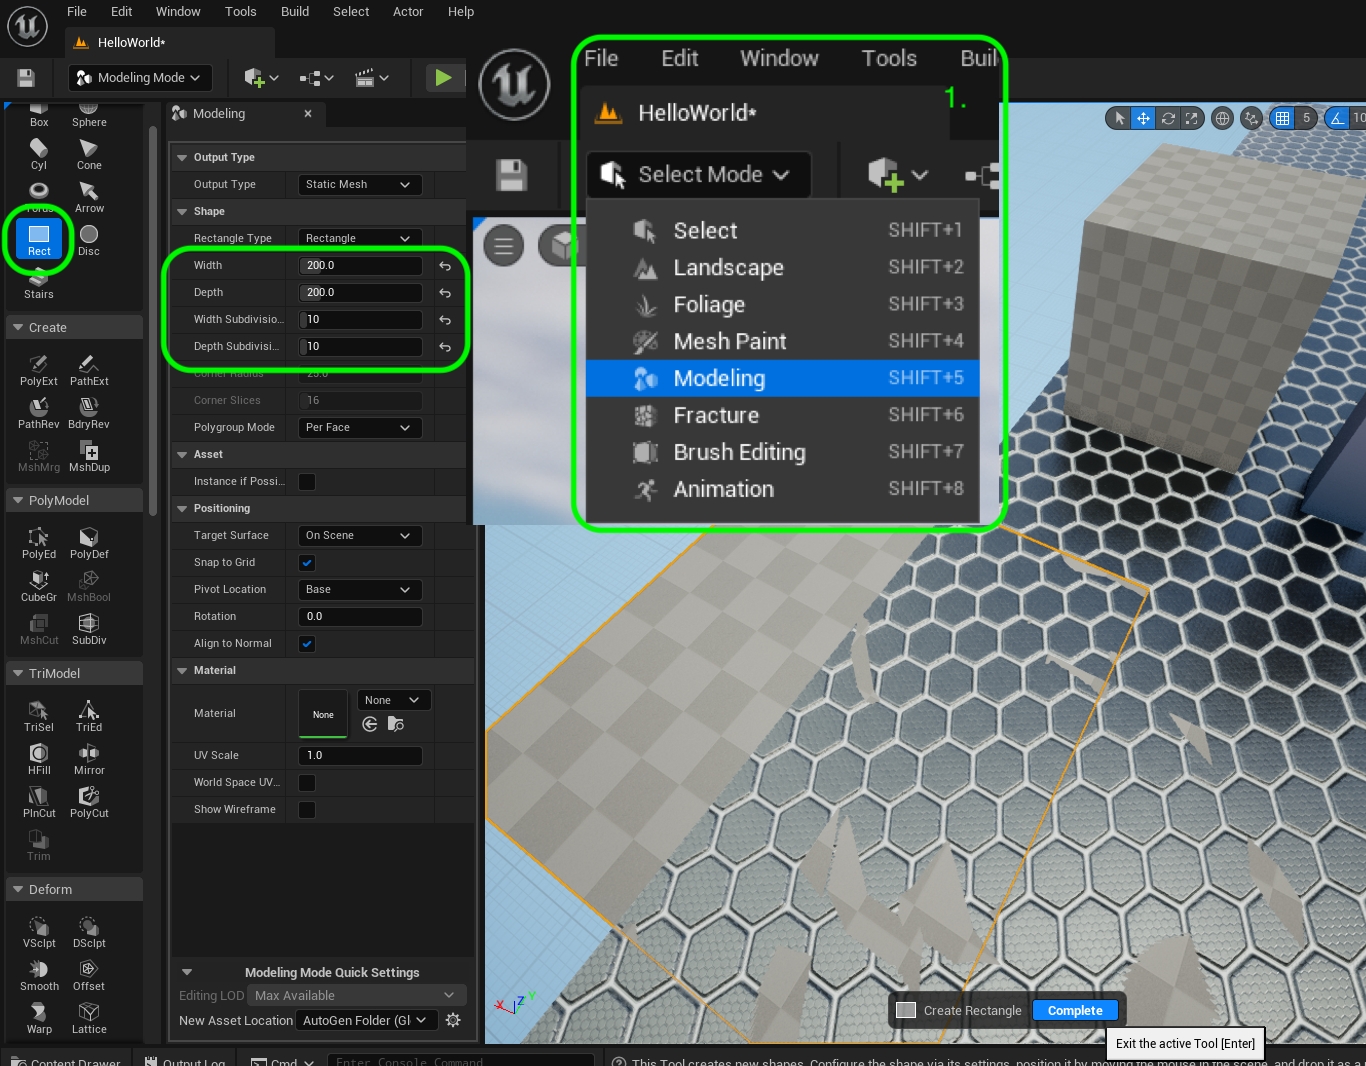 File Edit Window Tools Build Select Actor Help
HelloWorld*
Modeling Mode
Box Sphere
Cyl Cone
Torus Arrow
Rect Disc
Stairs
Create
PolyExt PathExt
PathRev BdryRev
MshMrg MshDup
PolyModel
PolyEd PolyDef
CubeGr MshBool
MshCut SubDiv
TriModel
TriSel TriEd
HFill Mirror
PlnCut PolyCut
Trim
Deform
VSclpt DSclpt
Smooth Offset
Warp Lattice
Modeling
Output Type
Output Type Static Mesh
Shape
Rectangle Type Rectangle
Width 200.0
Depth 200.0
Width Subdivisio... 10
Depth Subdivisi... 10
Corner Radius 25.0
Corner Slices 16
Polygroup Mode Per Face
Asset
Instance if Possi...
Positioning
Target Surface On Scene
Snap to Grid
Pivot Location Base
Rotation 0.0
Align to Normal
Material
Material None None
UV Scale 1.0
World Space UV...
Show Wireframe
Modeling Mode Quick Settings
Editing LOD Max Available
New Asset Location AutoGen Folder (Gl
File Edit Window Tools Buil
HelloWorld*
1.
Select Mode
Select SHIFT+1
Landscape SHIFT+2
Foliage SHIFT+3
Mesh Paint SHIFT+4
Modeling SHIFT+5
Fracture SHIFT+6
Brush Editing SHIFT+7
Animation SHIFT+8
5 10
X Z Y
Create Rectangle Complete
Exit the active Tool [Enter]
Content Drawer Output Log Cmd Enter Console Command
This Tool creates new shapes. Configure the shape via its settings, position it by moving the mouse in the scene, and drop it as a